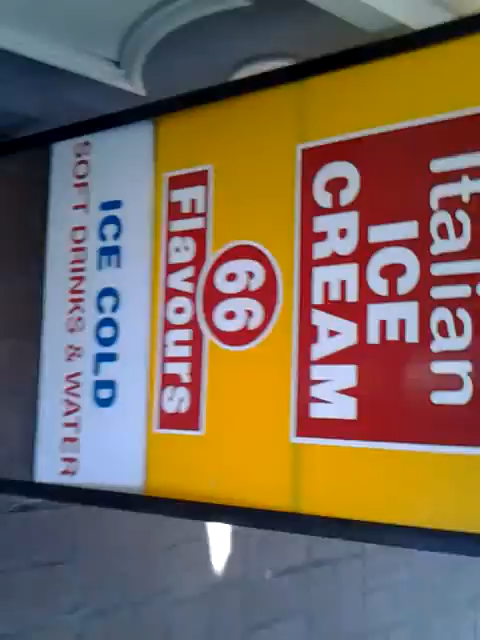 Italian
ICE
CREAM
66
Flavours
ICE COLD
SOFT DRINKS & WATER